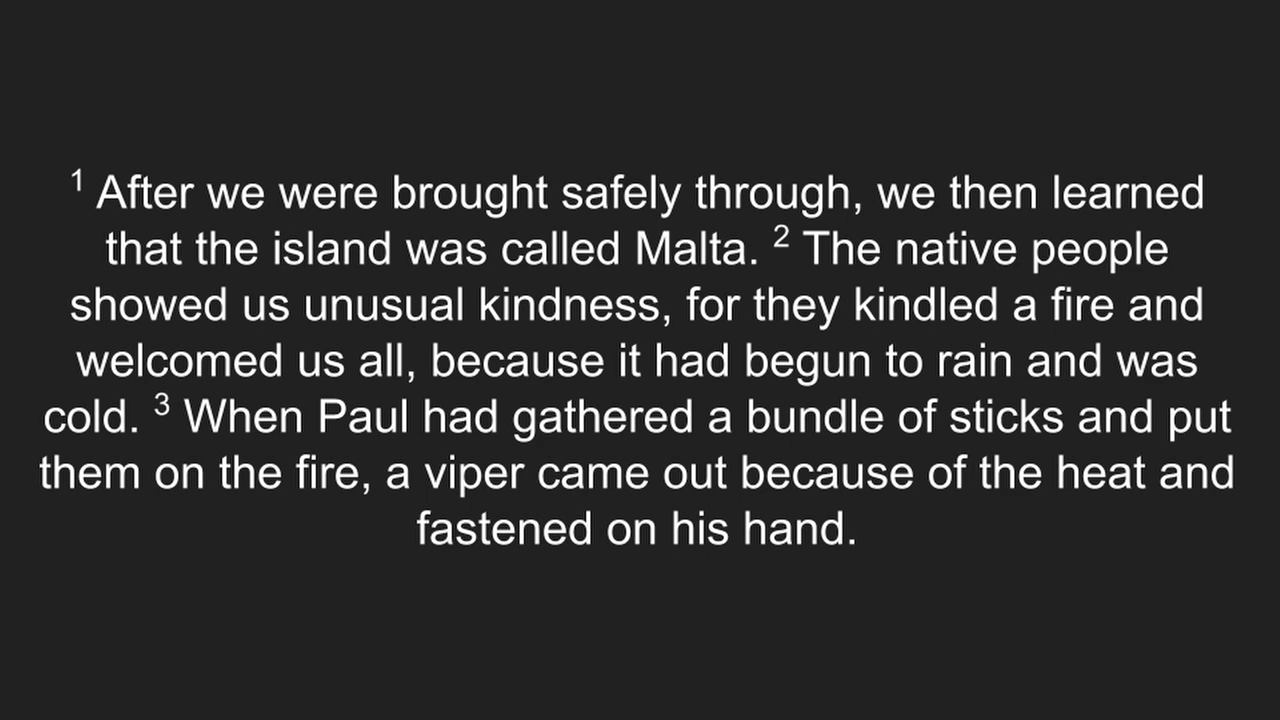 1 After we were brought safely through, we then learned
that the island was called Malta. 2 The native people
showed us unusual kindness, for they kindled a fire and
welcomed us all, because it had begun to rain and was
cold. 3 When Paul had gathered a bundle of sticks and put
them on the fire, a viper came out because of the heat and
fastened on his hand.